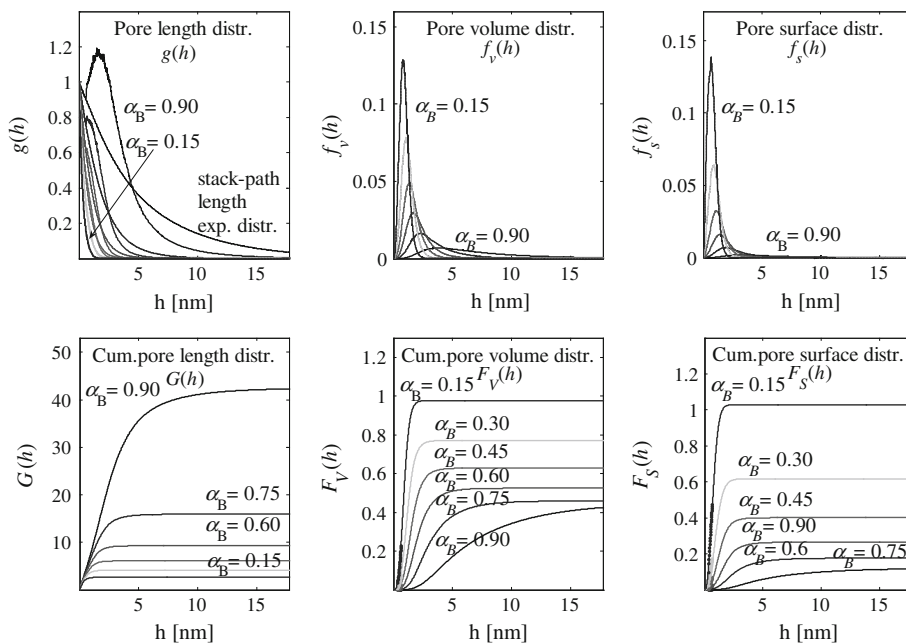 Pore length distr.
g(h)
1.2
1
0.8
0.6
0.4
0.2
g(h)
α_B = 0.90
α_B = 0.15
stack-path
length
exp. distr.
5 10 15
h [nm]
Pore volume distr.
f_v(h)
0.15
0.1
0.05
0
f_v(h)
α_B = 0.15
α_B = 0.90
5 10 15
h [nm]
Pore surface distr.
f_s(h)
0.15
0.1
0.05
0
f_s(h)
α_B = 0.15
α_B = 0.90
5 10 15
h [nm]
Cum.pore length distr.
G(h)
50
40
30
20
10
G(h)
α_B = 0.90
α_B = 0.75
α_B = 0.60
α_B = 0.15
5 10 15
h [nm]
Cum.pore volume distr.
F_V(h)
1.2
1
0.8
0.6
0.4
0.2
F_V(h)
α_B = 0.15
α_B = 0.30
α_B = 0.45
α_B = 0.60
α_B = 0.75
α_B = 0.90
5 10 15
h [nm]
Cum.pore surface distr.
F_S(h)
1.2
1
0.8
0.6
0.4
0.2
F_S(h)
α_B = 0.15
α_B = 0.30
α_B = 0.45
α_B = 0.90
α_B = 0.6
α_B = 0.75
5 10 15
h [nm]